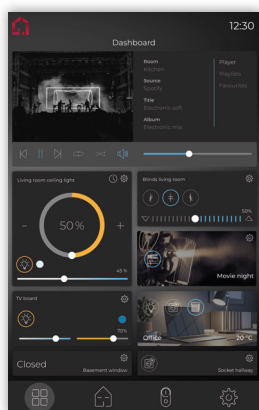 12:30
Dashboard
Room
Kitchen
Player
Source
Spotify
Playlists
Favourites
Title
Electronic soft
Album
Electronic mix
Living room ceiling light
Blinds living room
50%
50%
45 %
Movie night
TV board
70%
Office
20 °C
Closed
Basement window
Socket hallway